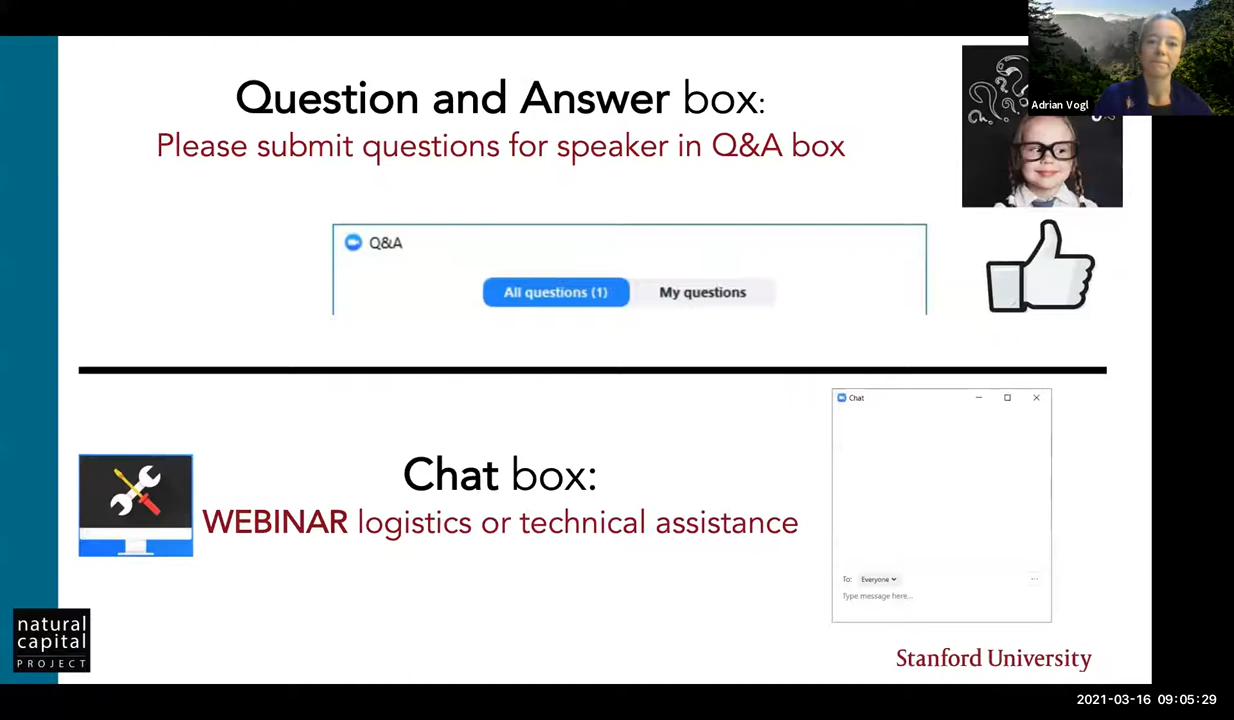 Question and Answer box:
Please submit questions for speaker in Q&A box
Adrian Vogl
Q&A
All questions (1)
My questions
Chat
Chat box:
WEBINAR logistics or technical assistance
To: Everyone
Type message here...
natural
capital
PROJECT
Stanford University
2021-03-16 09:05:29